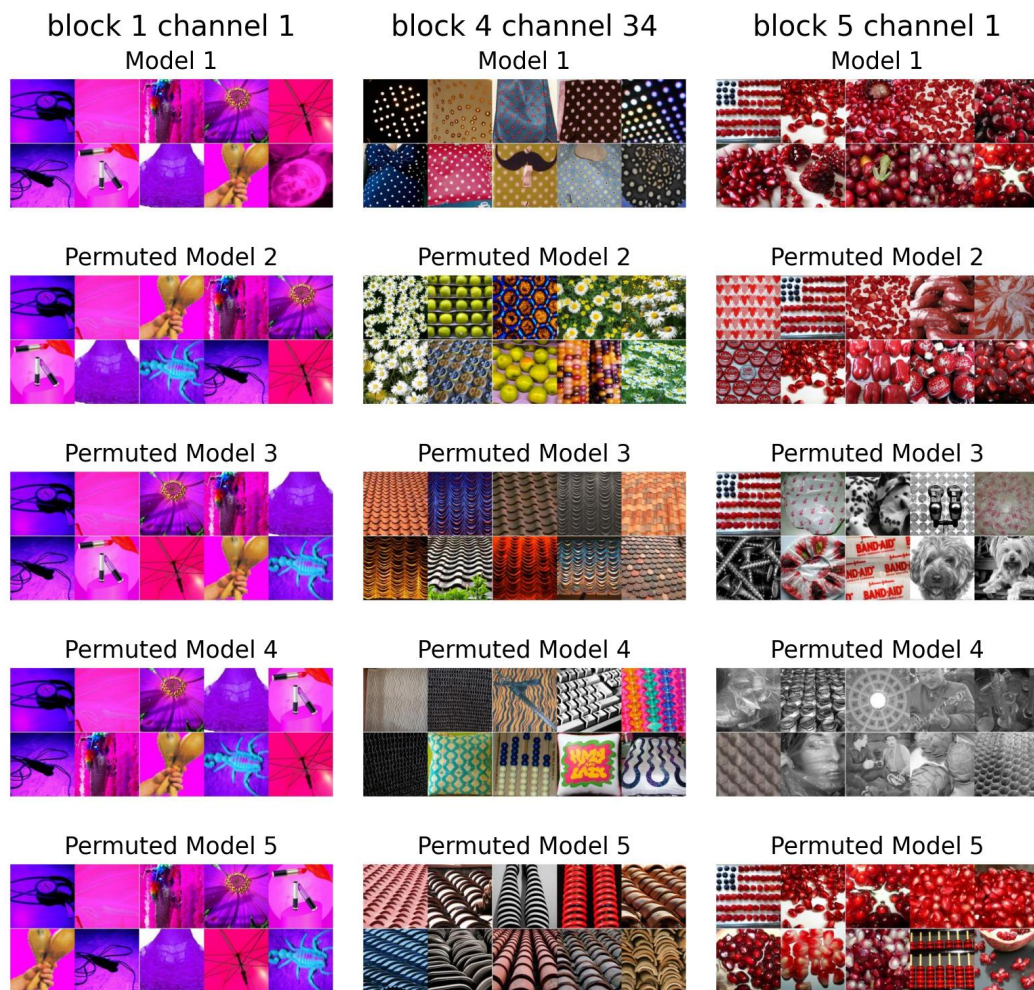 block 1 channel 1
Model 1
Permuted Model 2
Permuted Model 3
Permuted Model 4
Permuted Model 5
block 4 channel 34
Model 1
Permuted Model 2
Permuted Model 3
Permuted Model 4
Permuted Model 5
block 5 channel 1
Model 1
Permuted Model 2
Permuted Model 3
BAND-AID
BAND-AID
BAND-AID
Permuted Model 4
Permuted Model 5